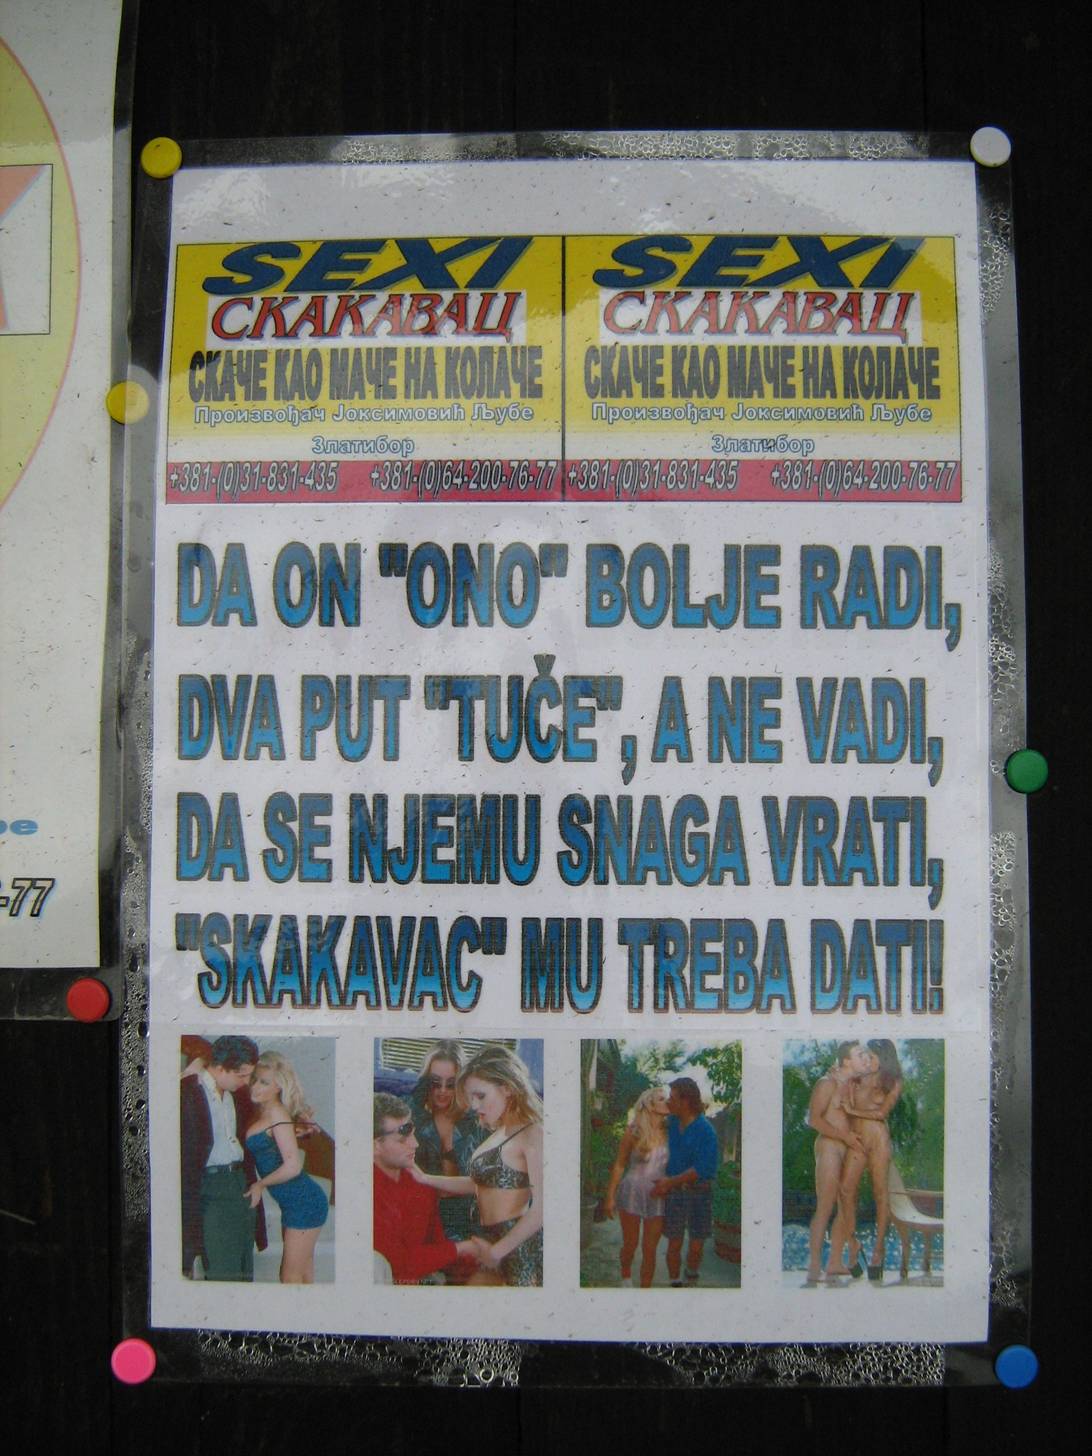 SEXI
СКАКАВАЦ
СКАЧЕ КАО МАЧЕ НА КОЛАЧЕ
Произвођач Јоксимовић Љубе
Златибор
+381-(0)31-831-435 +381-(0)64-200-76-77
SEXI
СКАКАВАЦ
СКАЧЕ КАО МАЧЕ НА КОЛАЧЕ
Произвођач Јоксимовић Љубе
Златибор
+381-(0)31-831-435 +381-(0)64-200-76-77
DA ON "ONO" BOLJE RADI,
DVA PUT "TUČE", A NE VADI,
DA SE NJEMU SNAGA VRATI,
"SKAKAVAC" MU TREBA DATI!
-77